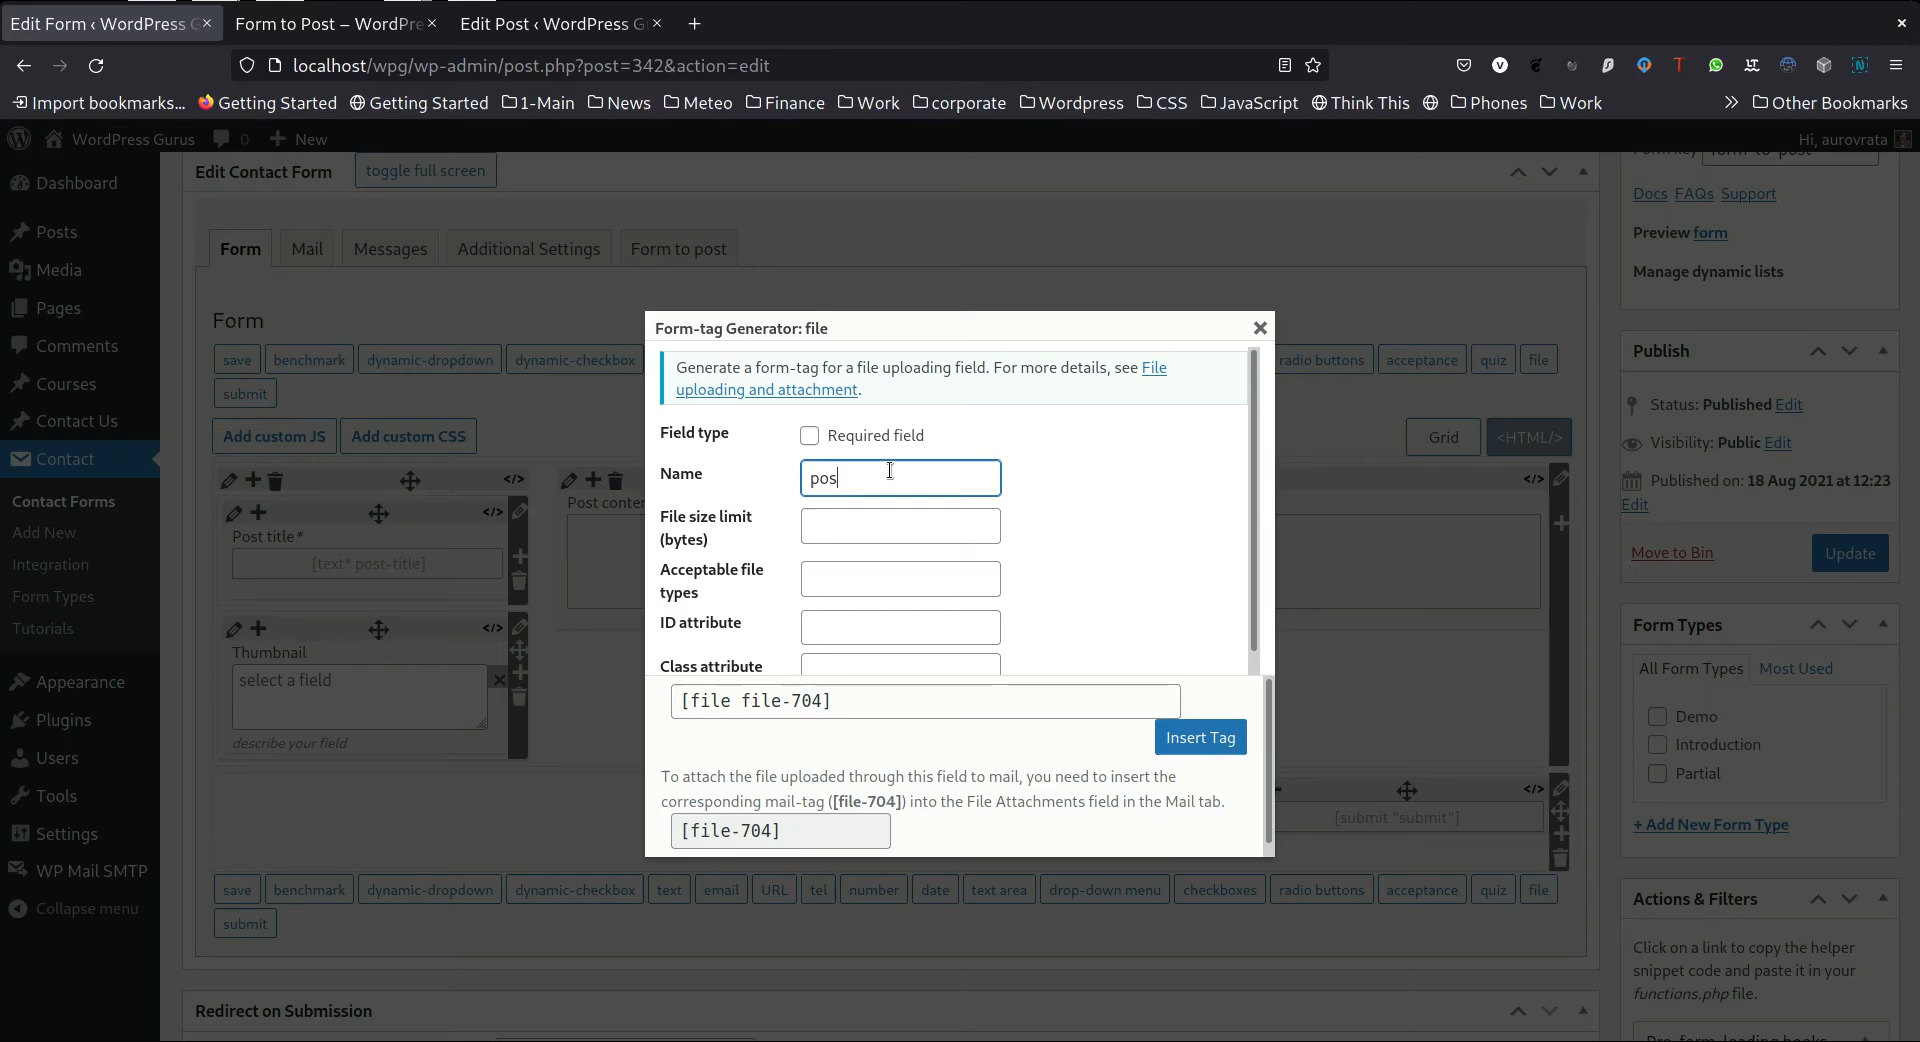 Edit Form ‹ WordPress G
Form to Post – WordPre
Edit Post ‹ WordPress G
localhost/wpg/wp-admin/post.php?post=342&action=edit
Import bookmarks... Getting Started Getting Started 1-Main News Meteo Finance Work corporate Wordpress CSS JavaScript Think This Phones Work Other Bookmarks
WordPress Gurus 0 New Hi, aurovrata
Dashboard
Posts
Media
Pages
Comments
Courses
Contact Us
Contact
Contact Forms
Add New
Integration
Form Types
Tutorials
Appearance
Plugins
Users
Tools
Settings
WP Mail SMTP
Collapse menu
Edit Contact Form toggle full screen
Form Mail Messages Additional Settings Form to post
Form
save benchmark dynamic-dropdown dynamic-checkbox radio buttons acceptance quiz file
submit
Add custom JS Add custom CSS Grid <HTML/>
</> </>
</>
Post title*
[text* post-title]
Post conter
</>
Thumbnail
select a field
describe your field
</>
[submit "submit"]
Form-tag Generator: file
Generate a form-tag for a file uploading field. For more details, see File
uploading and attachment.
Field type Required field
Name pos
File size limit
(bytes)
Acceptable file
types
ID attribute
Class attribute
[file file-704]
Insert Tag
To attach the file uploaded through this field to mail, you need to insert the
corresponding mail-tag ([file-704]) into the File Attachments field in the Mail tab.
[file-704]
save benchmark dynamic-dropdown dynamic-checkbox text email URL tel number date text area drop-down menu checkboxes radio buttons acceptance quiz file
submit
Redirect on Submission
Docs FAQs Support
Preview form
Manage dynamic lists
Publish
Status: Published Edit
Visibility: Public Edit
Published on: 18 Aug 2021 at 12:23
Edit
Move to Bin Update
Form Types
All Form Types Most Used
Demo
Introduction
Partial
+ Add New Form Type
Actions & Filters
Click on a link to copy the helper
snippet code and paste it in your
functions.php file.